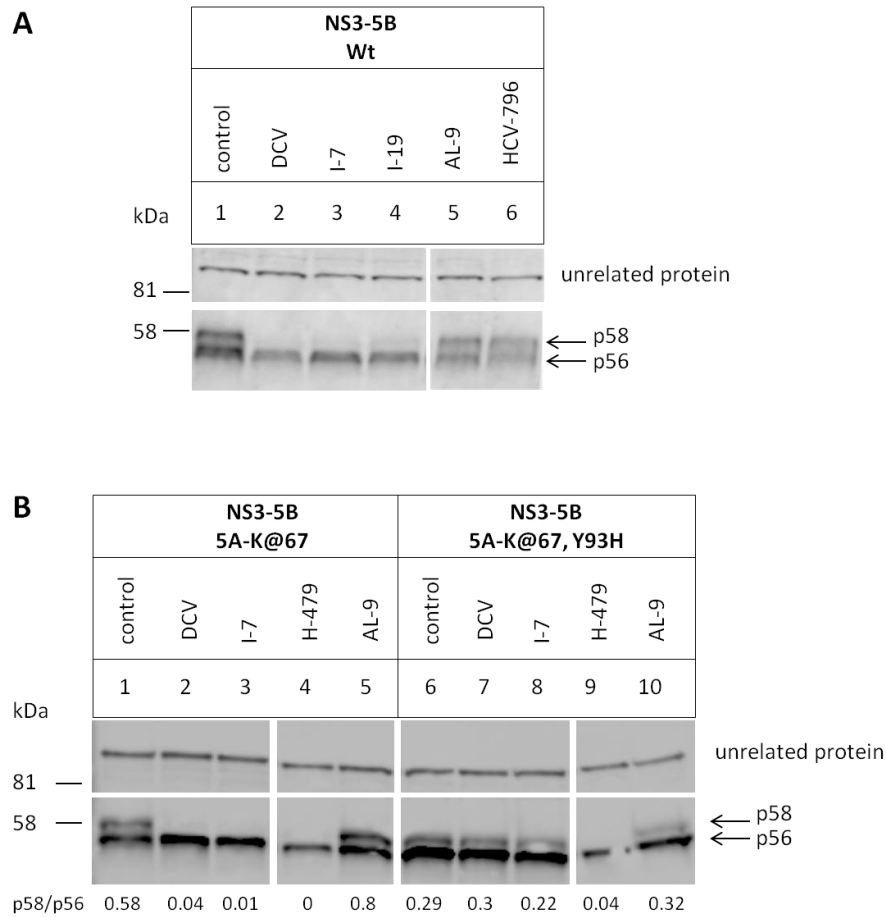 A
NS3-5B
Wt
control DCV I-7 I-19 AL-9 HCV-796
kDa 1 2 3 4 5 6
unrelated protein
81
58
p58
p56
B
NS3-5B NS3-5B
5A-K@67 5A-K@67, Y93H
control DCV I-7 H-479 AL-9 control DCV I-7 H-479 AL-9
1 2 3 4 5 6 7 8 9 10
kDa
unrelated protein
81
58
p58
p56
p58/p56 0.58 0.04 0.01 0 0.8 0.29 0.3 0.22 0.04 0.32